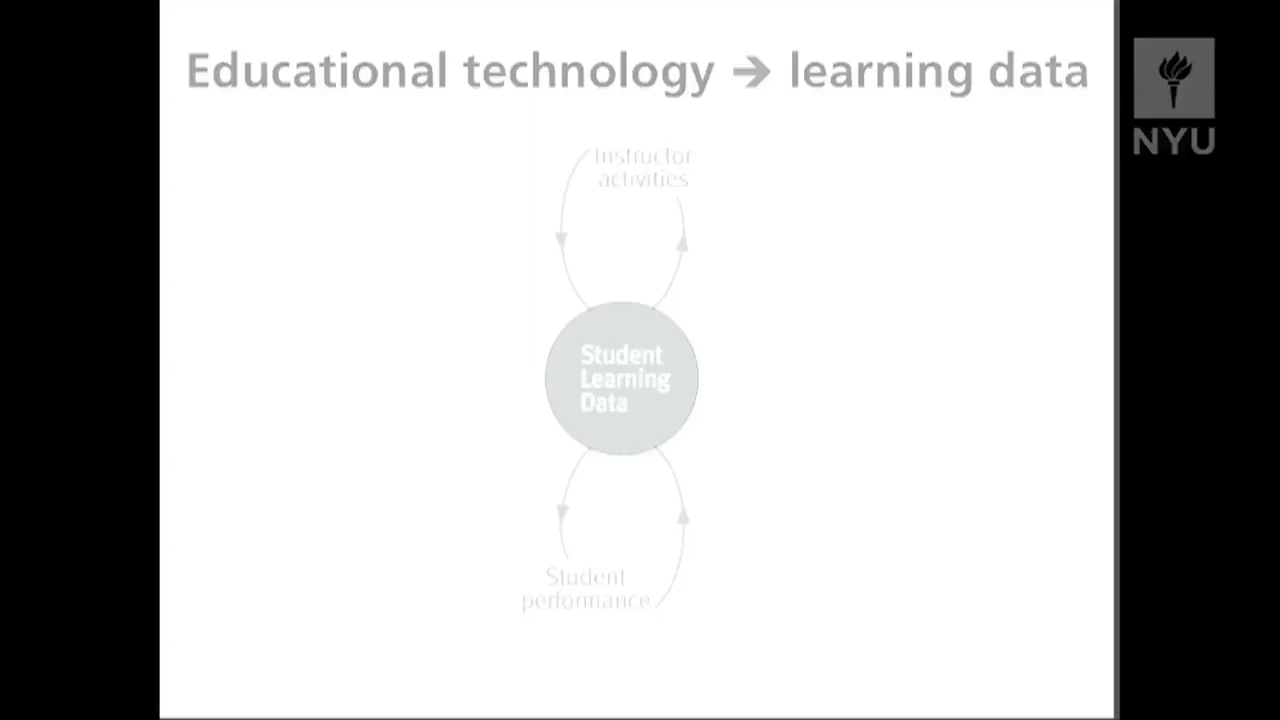 Educational technology ➔ learning data
NYU
Instructor
activities
Student
Learning
Data
Student
performance